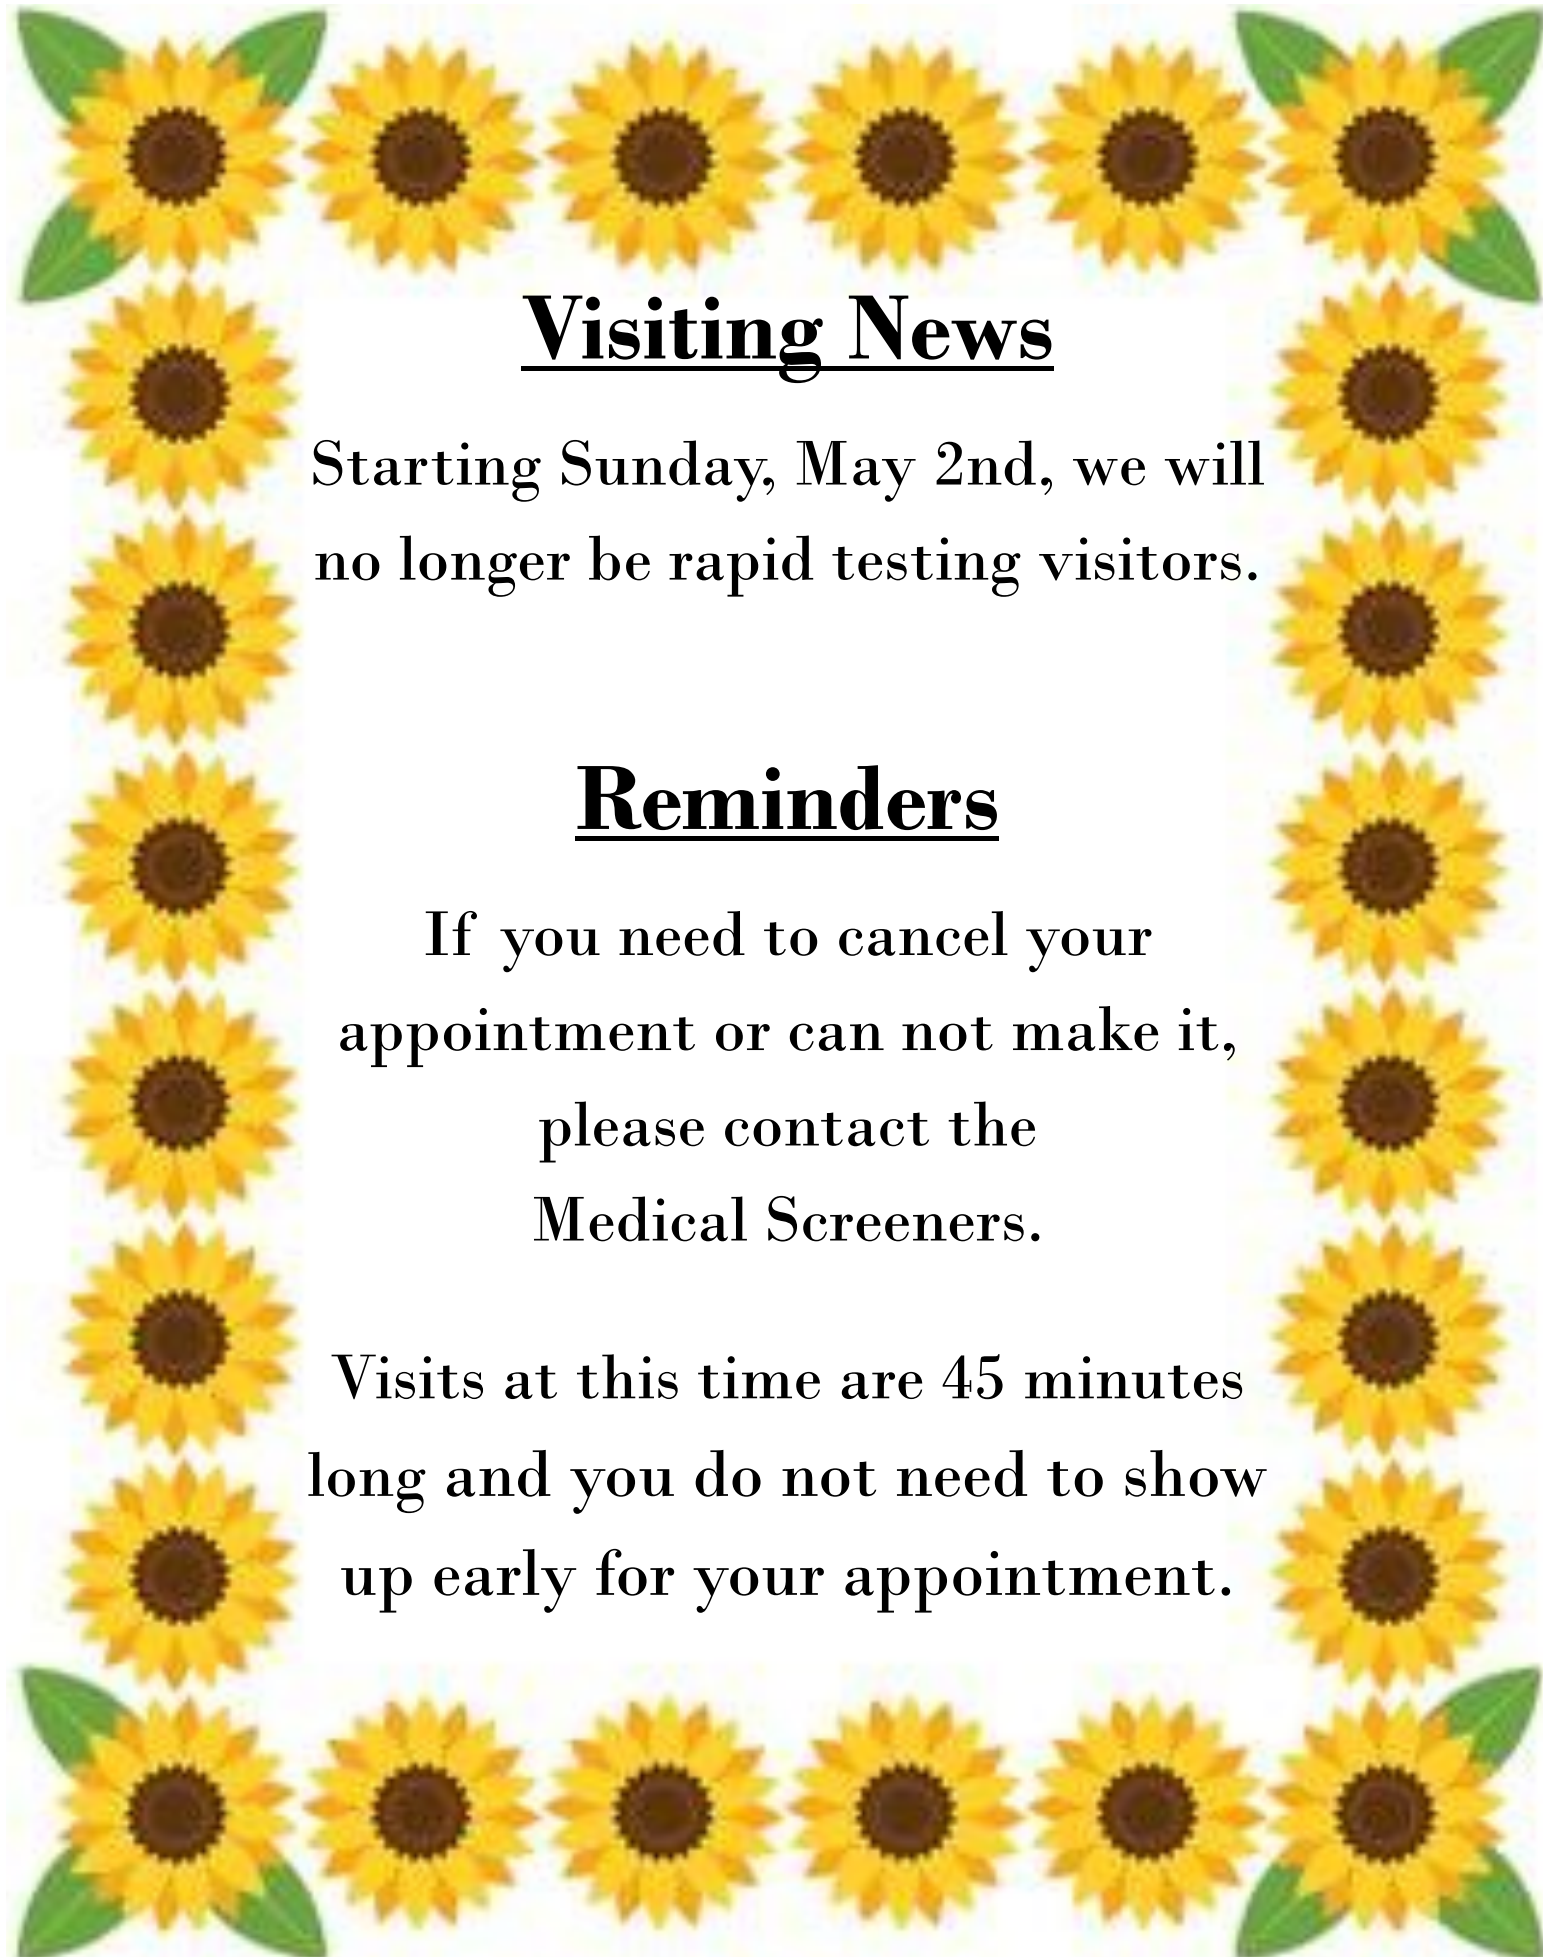 Visiting News
Starting Sunday, May 2nd, we will
no longer be rapid testing visitors.
Reminders
If you need to cancel your
appointment or can not make it,
please contact the
Medical Screeners.
Visits at this time are 45 minutes
long and you do not need to show
up early for your appointment.